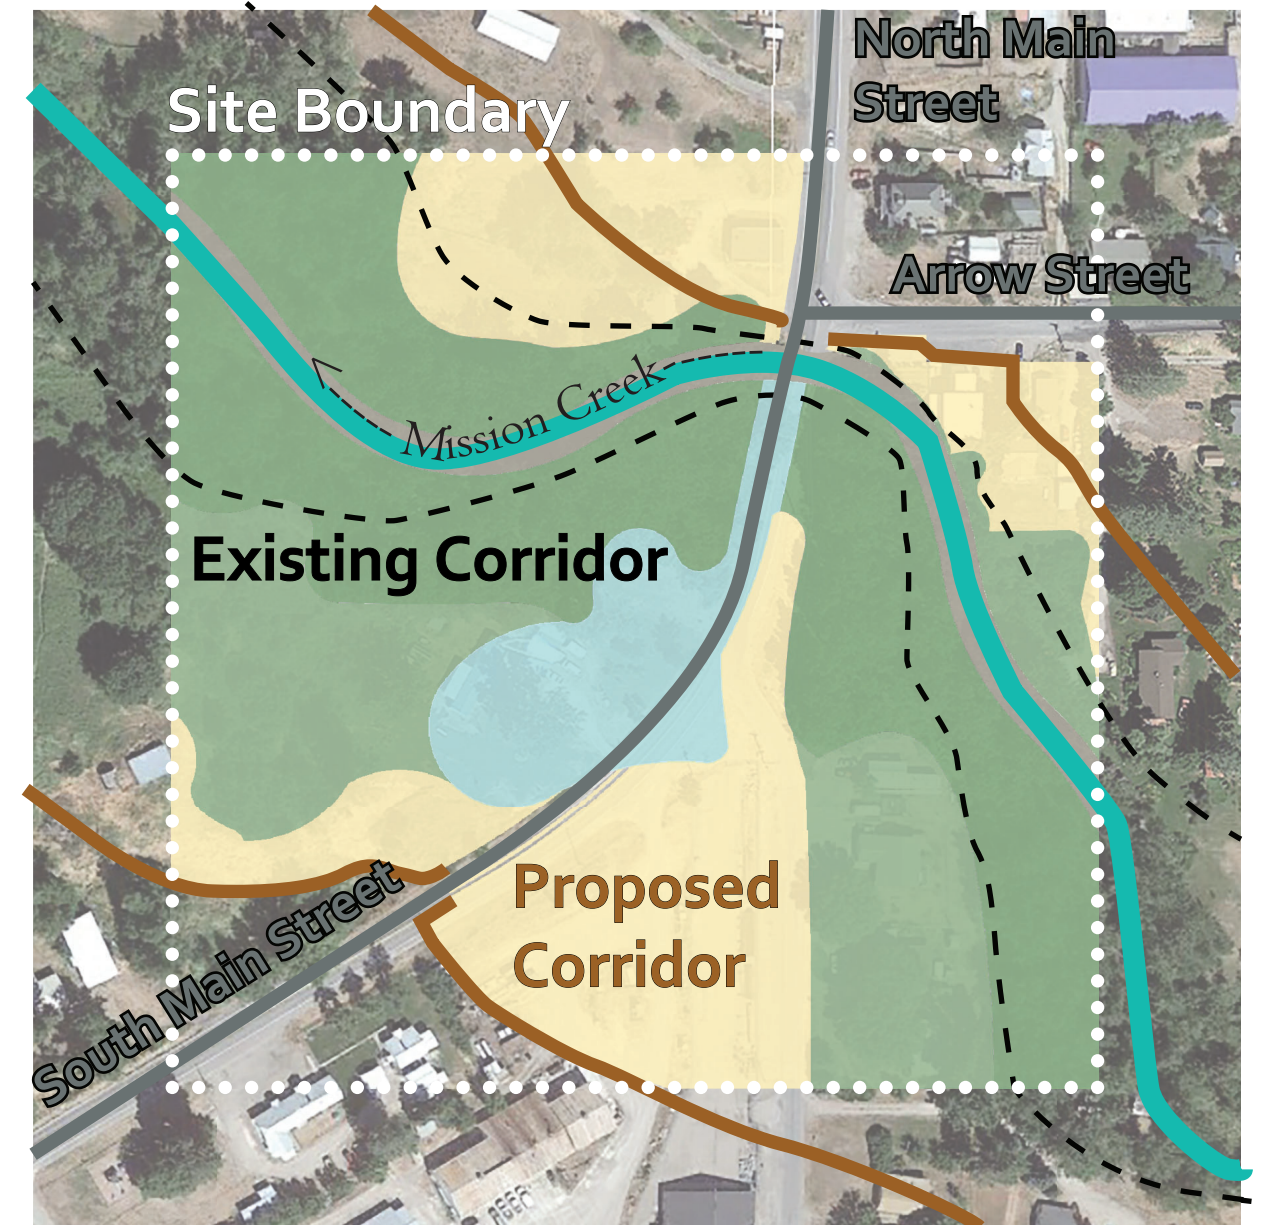 North Main
Street
Site Boundary
Arrow Street
Mission Creek
Existing Corridor
Proposed
Corridor
South Main Street